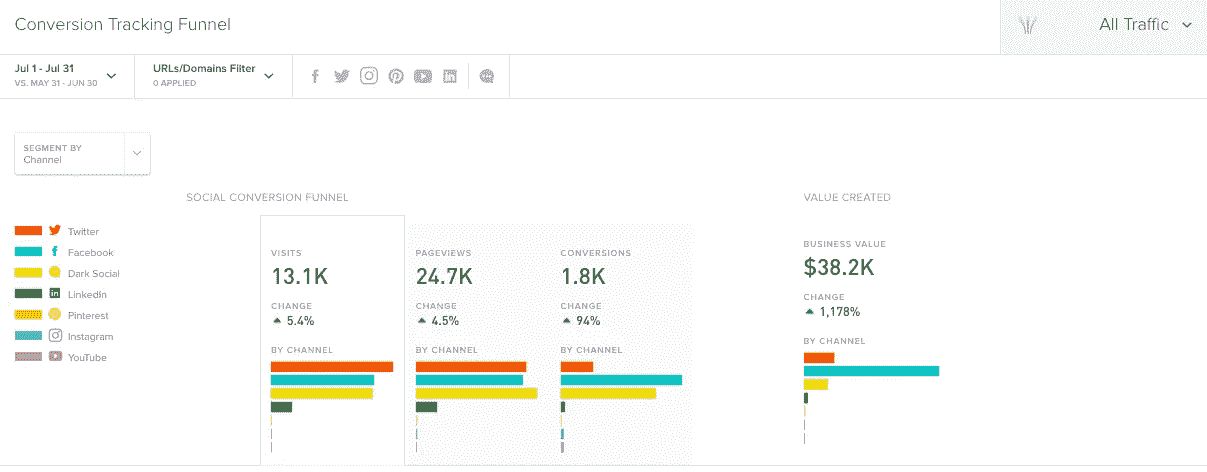 Conversion Tracking Funnel
All Traffic
Jul 1 - Jul 31
VS. MAY 31 - JUN 30
URLs/Domains Filter
0 APPLIED
SEGMENT BY
Channel
SOCIAL CONVERSION FUNNEL
VALUE CREATED
Twitter
Facebook
Dark Social
LinkedIn
Pinterest
Instagram
YouTube
VISITS
13.1K
CHANGE
5.4%
BY CHANNEL
PAGEVIEWS
24.7K
CHANGE
4.5%
BY CHANNEL
CONVERSIONS
1.8K
CHANGE
94%
BY CHANNEL
BUSINESS VALUE
$38.2K
CHANGE
1,178%
BY CHANNEL